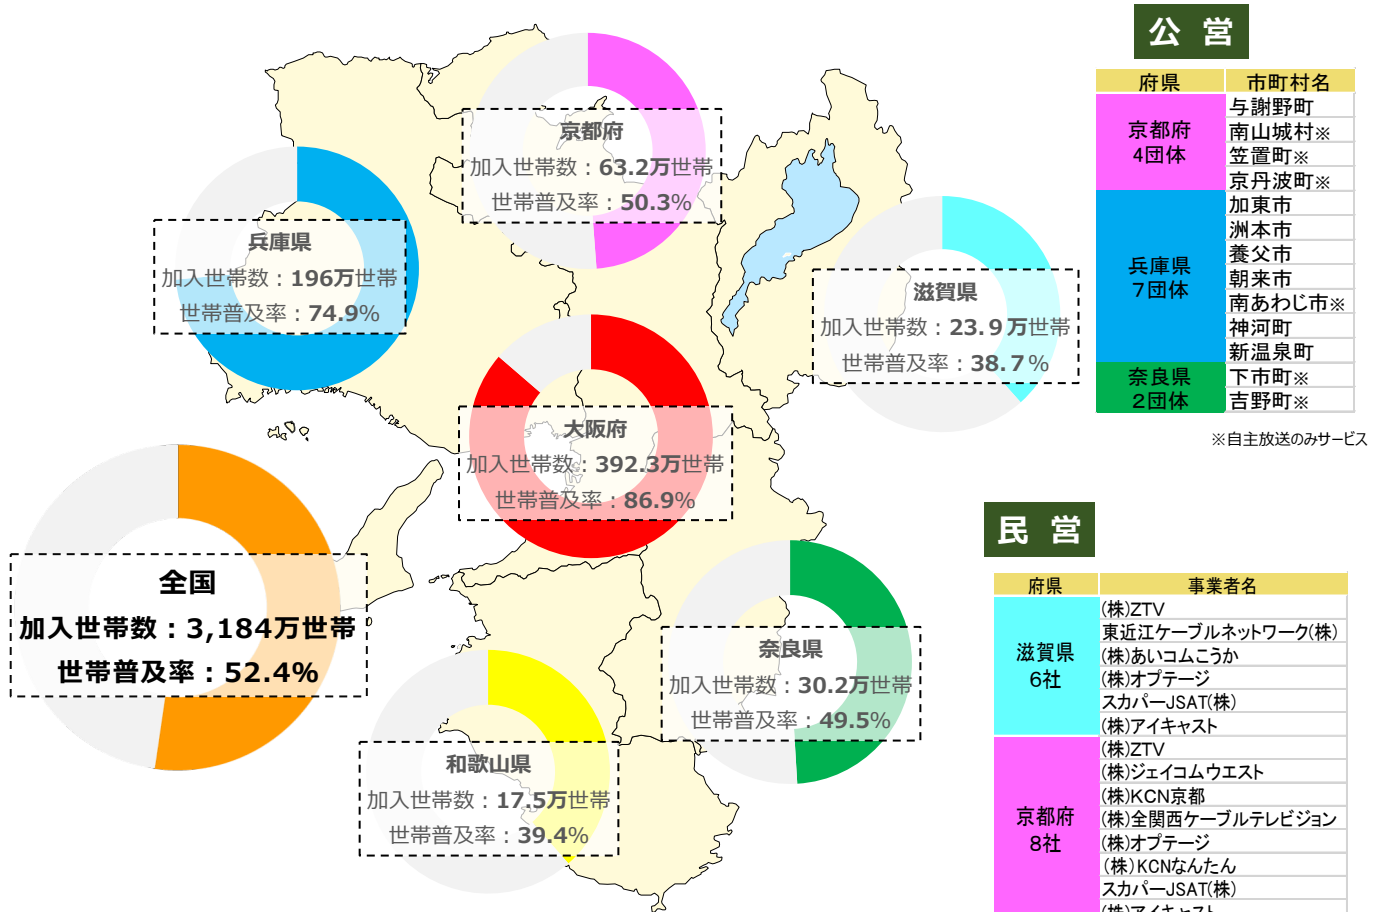 京都府
加入世帯数：63.2万世帯
世帯普及率：50.3%
兵庫県
加入世帯数：196万世帯
世帯普及率：74.9%
滋賀県
加入世帯数：23.9万世帯
世帯普及率：38.7%
大阪府
加入世帯数：392.3万世帯
世帯普及率：86.9%
全国
加入世帯数：3,184万世帯
世帯普及率：52.4%
奈良県
加入世帯数：30.2万世帯
世帯普及率：49.5%
和歌山県
加入世帯数：17.5万世帯
世帯普及率：39.4%
公営
府県 市町村名
京都府
4団体
与謝野町
南山城村※
笠置町※
京丹波町※
兵庫県
7団体
加東市
洲本市
養父市
朝来市
南あわじ市※
神河町
新温泉町
奈良県
2団体
下市町※
吉野町※
※自主放送のみサービス
民営
府県 事業者名
滋賀県
6社
(株)ZTV
東近江ケーブルネットワーク(株)
(株)あいコムこうか
(株)オプテージ
スカパーJSAT(株)
(株)アイキャスト
京都府
8社
(株)ZTV
(株)ジェイコムウエスト
(株)KCN京都
(株)全関西ケーブルテレビジョン
(株)オプテージ
(株)KCNなんたん
スカパーJSAT(株)
(株)アイキャスト